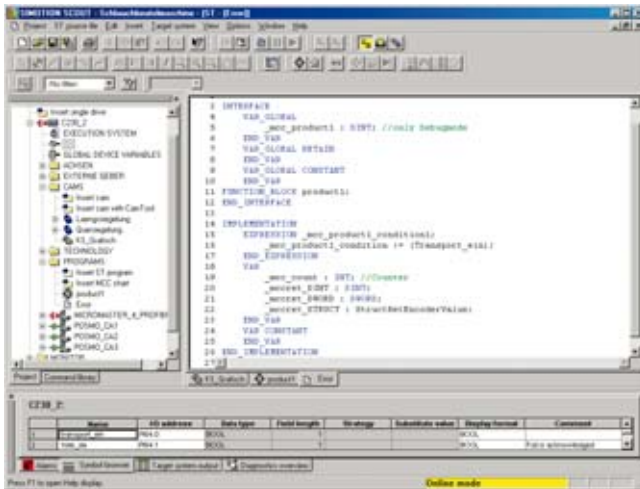 SIMOTION SCOUT - Schlauchbeutelmaschine - [ST - [Error]]
Project ST source file Edit Insert Target system View Options Window Help
No filter
Insert single drive
C230_2
EXECUTION SYSTEM
I/O
GLOBAL DEVICE VARIABLES
ACHSEN
EXTERNE GEBER
CAMS
Insert cam
Insert cam with CamTool
TECHNOLOGY
PROGRAMS
Insert ST program
Insert MCC chart
product1
Error
POSMO_CA1
POSMO_CA2
POSMO_CA3
MONITOR
3 INTERFACE
4 VAR_GLOBAL
5 _mcc_product1 : DINT; //only Debugmode
6 END_VAR
7 VAR_GLOBAL RETAIN
8 END_VAR
9 VAR_GLOBAL CONSTANT
10 END_VAR
11 FUNCTION_BLOCK product1;
12 END_INTERFACE
13
14 IMPLEMENTATION
15 EXPRESSION _mcc_product1_condition1;
16 _mcc_product1_condition := (Transport_ein);
17 END_EXPRESSION
18 VAR
19 _mcc_count : INT; //Counter
20 _mccret_DINT : DINT;
21 _mccret_DWORD : DWORD;
22 _mccret_STRUCT : StructRetEncoderValue;
23 END_VAR
24 VAR CONSTANT
25 END_VAR
26 END_IMPLEMENTATION
27
Project Command library
product1 Error
C230_2:
Name I/O address Data type Field length Strategy Substitute value Display format Comment
1 Transport_ein PI64.0 BOOL 1 BOOL
2 PI64.1 BOOL 1 BOOL
Alarms Symbol browser Target system output Diagnostics overview
Press F1 to open Help display.
Online mode